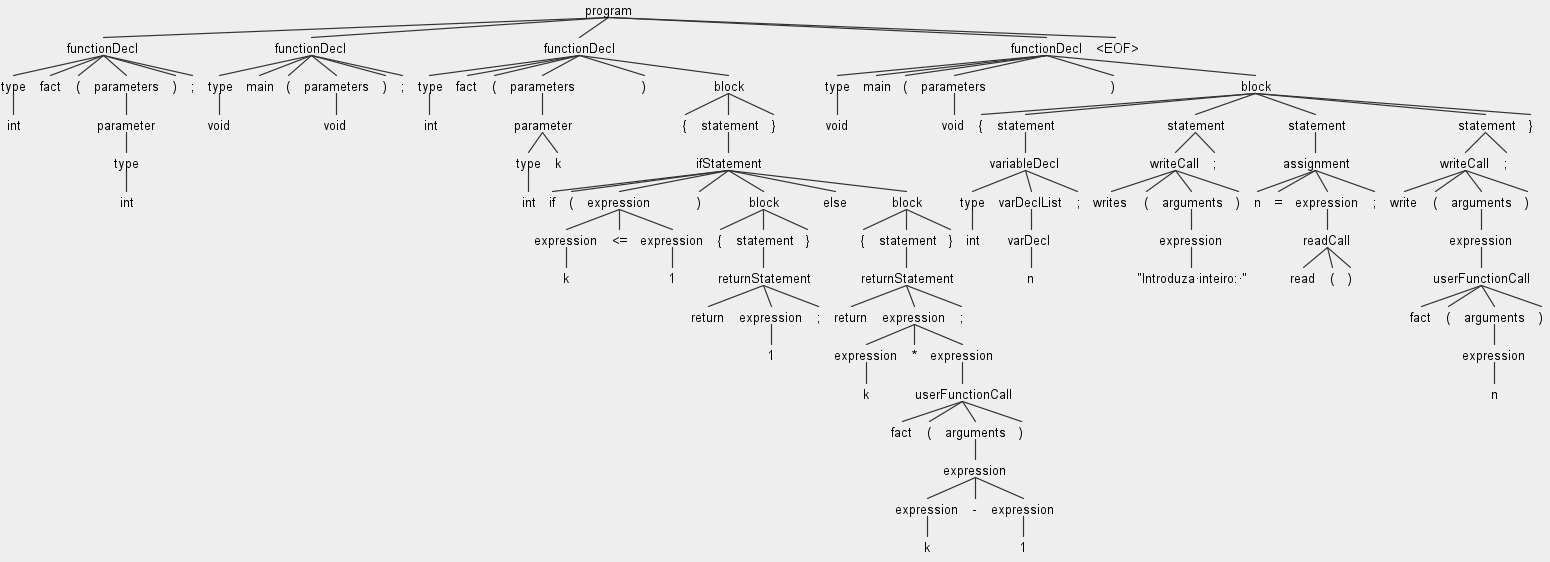 program
functionDecl functionDecl functionDecl functionDecl <EOF>
type fact ( parameters ) ; type main ( parameters ) ; type fact ( parameters ) block type main ( parameters ) block
int parameter void void int parameter { statement } void void { statement statement statement statement }
type type k ifStatement variableDecl writeCall ; assignment writeCall ;
int int if ( expression ) block else block type varDeclList ; writes ( arguments ) n = expression ; write ( arguments )
expression <= expression { statement } { statement } int varDecl expression readCall expression
k 1 returnStatement returnStatement n "Introduza·inteiro:·" read ( ) userFunctionCall
return expression ; return expression ; fact ( arguments )
1 expression * expression expression
k userFunctionCall n
fact ( arguments )
expression
expression - expression
k 1